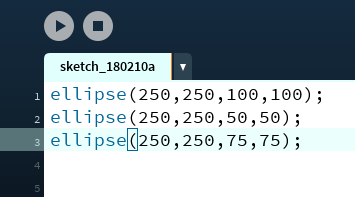 sketch_180210a
1 ellipse(250,250,100,100);
2 ellipse(250,250,50,50);
3 ellipse(250,250,75,75);
4
5